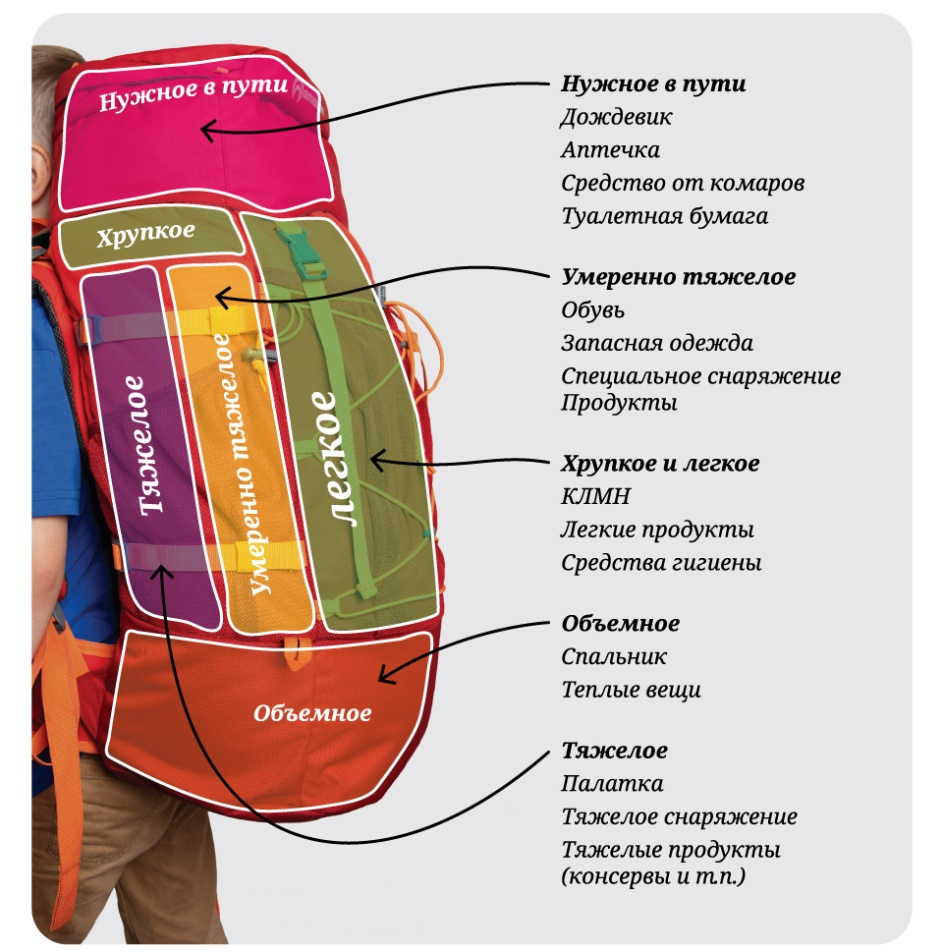 Нужное в пути
Хрупкое
Тяжелое
Умеренно тяжелое
легкое
Объемное
Нужное в пути
Дождевик
Аптечка
Средство от комаров
Туалетная бумага
Умеренно тяжелое
Обувь
Запасная одежда
Специальное снаряжение
Продукты
Хрупкое и легкое
КЛМН
Легкие продукты
Средства гигиены
Объемное
Спальник
Теплые вещи
Тяжелое
Палатка
Тяжелое снаряжение
Тяжелые продукты
(консервы и т.п.)